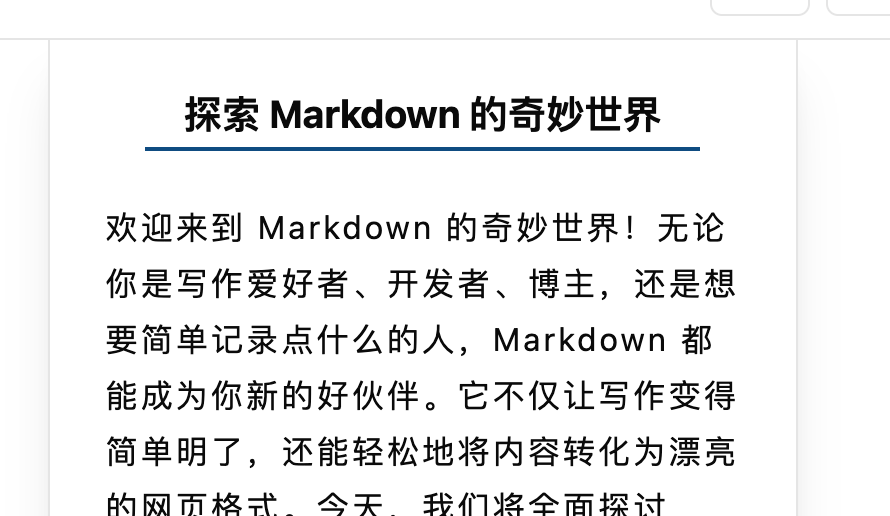 探索 Markdown 的奇妙世界
欢迎来到 Markdown 的奇妙世界！无论
你是写作爱好者、开发者、博主，还是想
要简单记录点什么的人，Markdown 都
能成为你新的好伙伴。它不仅让写作变得
简单明了，还能轻松地将内容转化为漂亮
的网页格式。今天，我们将全面探讨